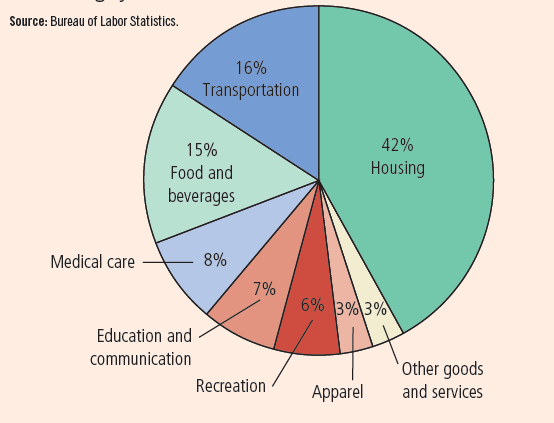 Source: Bureau of Labor Statistics.
16%
Transportation
42%
Housing
15%
Food and
beverages
Medical care
8%
7%
6%
3%
3%
Education and
communication
Recreation
Apparel
Other goods
and services